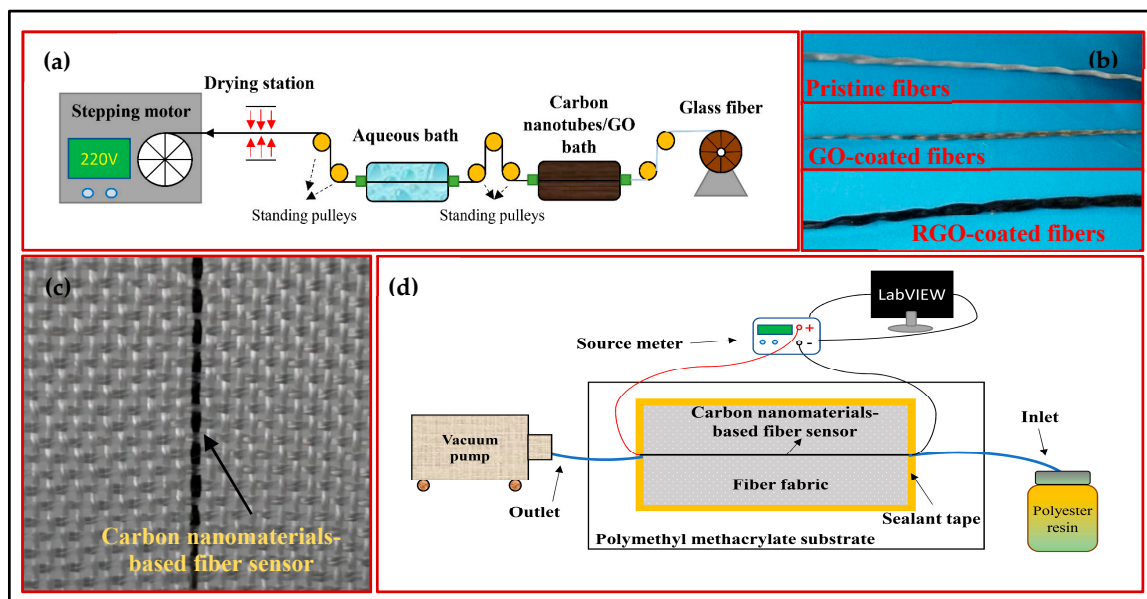 (a)
Drying station
Stepping motor
220V
Aqueous bath
Carbon
nanotubes/GO
bath
Glass fiber
Standing pulleys
Standing pulleys
(b)
Pristine fibers
GO-coated fibers
RGO-coated fibers
(c)
Carbon nanomaterials-
based fiber sensor
(d)
LabVIEW
Source meter
+
-
Carbon nanomaterials-
based fiber sensor
Inlet
Vacuum
pump
Fiber fabric
Outlet
Sealant tape
Polyester
resin
Polymethyl methacrylate substrate